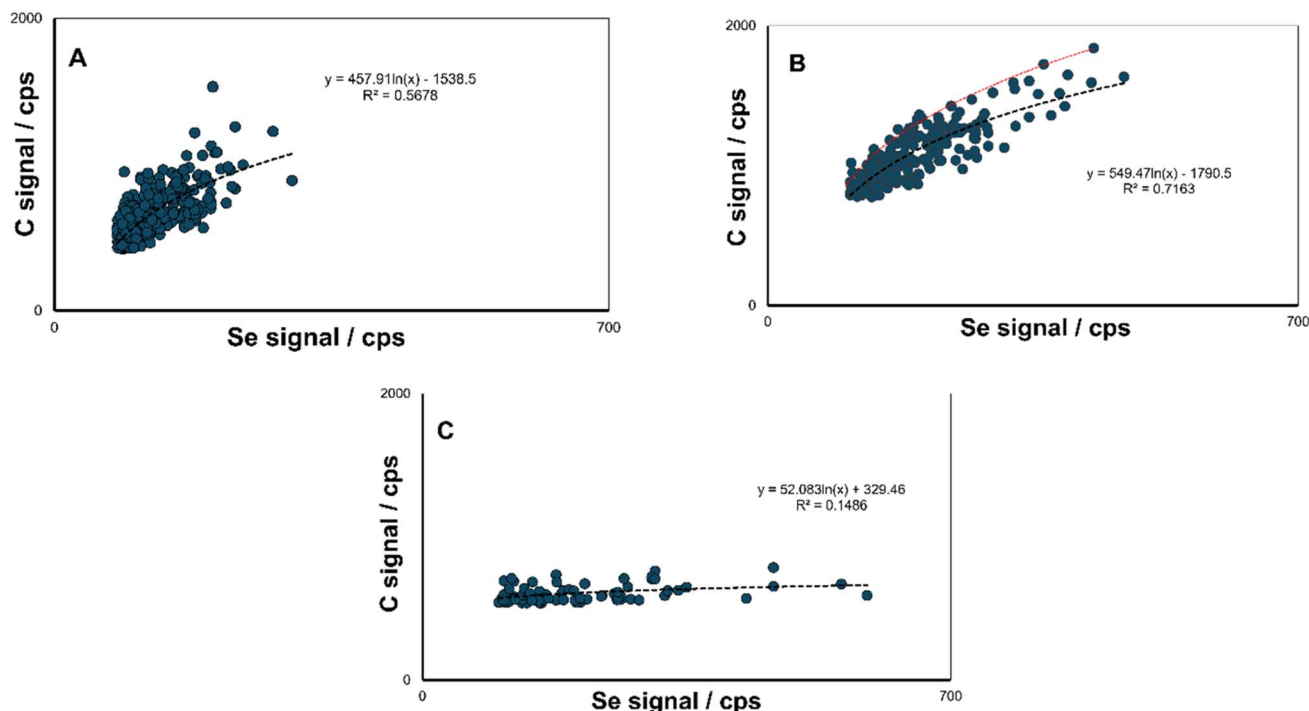 2000
A
y = 457.91ln(x) - 1538.5
R² = 0.5678
C signal / cps
0
0
700
Se signal / cps
2000
B
y = 549.47ln(x) - 1790.5
R² = 0.7163
C signal / cps
0
0
700
Se signal / cps
2000
C
y = 52.083ln(x) + 329.46
R² = 0.1486
C signal / cps
0
0
700
Se signal / cps